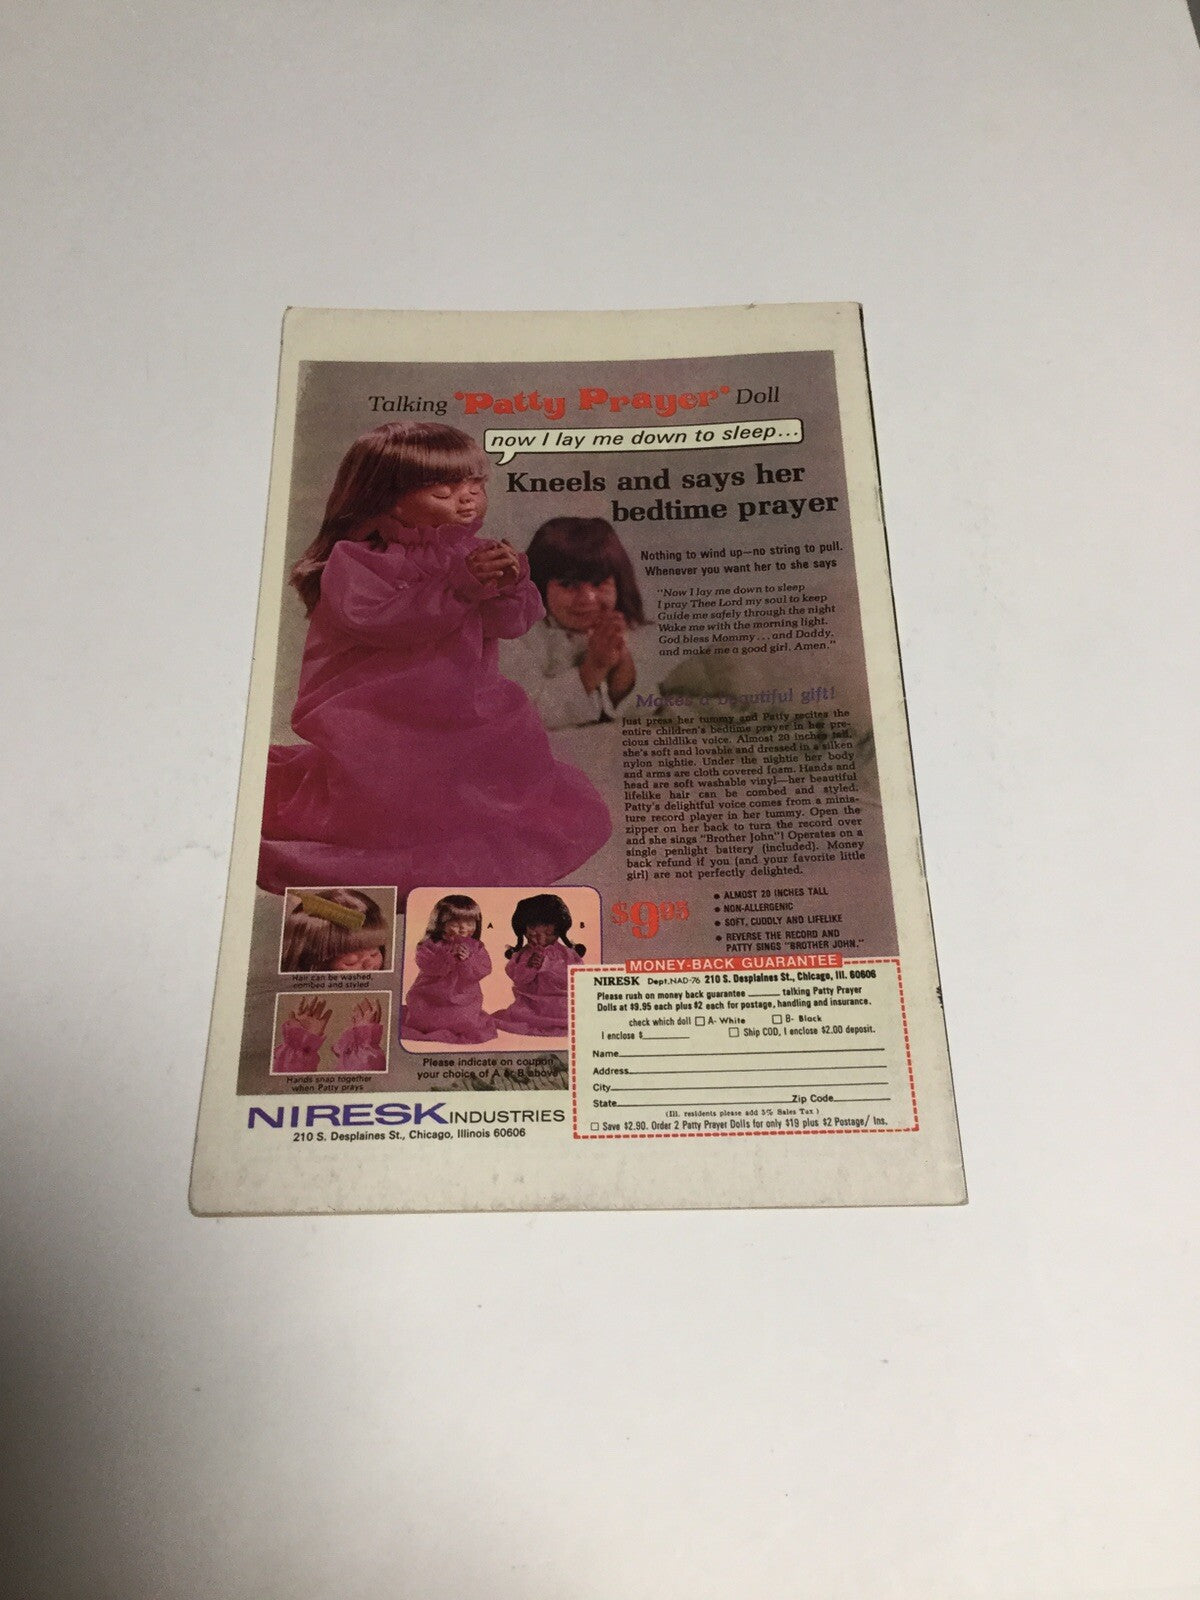 Talking "Patty Prayer" Doll
now I lay me down to sleep...
Kneels and says her
bedtime prayer
Nothing to wind up—no string to pull.
Whenever you want her to she says
"Now I lay me down to sleep
I pray Thee Lord my soul to keep
Guide me safely through the night
Wake me with the morning light.
God bless Mommy... and Daddy.
and make me a good girl. Amen."
Makes a beautiful gift!
Just press her tummy and Patty recites the
entire children's bedtime prayer in her pre-
cious childlike voice. Almost 20 inches tall,
she's soft and lovable and dressed in a silken
nylon nightie. Under the nightie her body
and arms are cloth covered foam. Hands and
head are soft washable vinyl—her beautiful
lifelike hair can be combed and styled.
Patty's delightful voice comes from a minia-
ture record player in her tummy. Open the
zipper on her back to turn the record over
and she sings "Brother John"! Operates on a
single penlight battery (included). Money
back refund if you (and your favorite little
girl) are not perfectly delighted.
$9.95
• ALMOST 20 INCHES TALL
• NON-ALLERGENIC
• SOFT, CUDDLY AND LIFELIKE
• REVERSE THE RECORD AND
PATTY SINGS "BROTHER JOHN."
Hair can be washed,
combed and styled
A
B
Hands snap together
when Patty prays
Please indicate on coupon
your choice of A or B above
NIRESK INDUSTRIES
210 S. Desplaines St., Chicago, Illinois 60606
MONEY-BACK GUARANTEE
NIRESK Dept.NAD-76 210 S. Desplaines St., Chicago, Ill. 60606
Please rush on money back guarantee ______ talking Patty Prayer
Dolls at $9.95 each plus $2 each for postage, handling and insurance.
check which doll □ A- White □ B- Black
I enclose $________ □ Ship COD, I enclose $2.00 deposit.
Name
Address
City
State Zip Code
(Ill. residents please add 5% Sales Tax)
□ Save $2.90. Order 2 Patty Prayer Dolls for only $19 plus $2 Postage/ Ins.